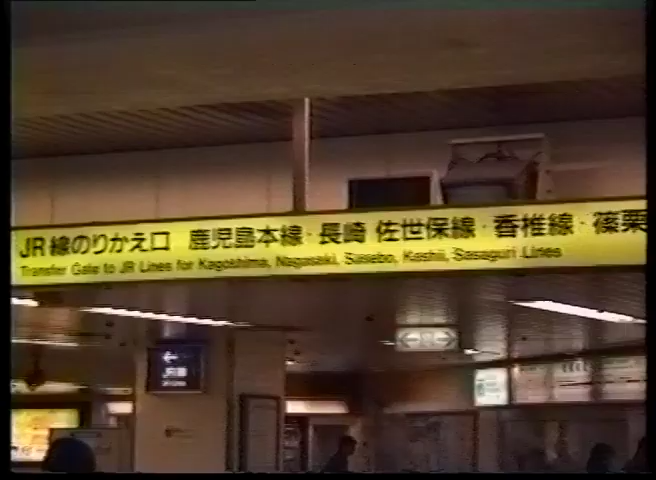 JR線のりかえ口 鹿児島本線・長崎 佐世保線・香椎線・篠栗
Transfer Gate to JR Lines for Kagoshima, Nagasaki, Sasebo, Kashii, Sasaguri Lines
← JR線